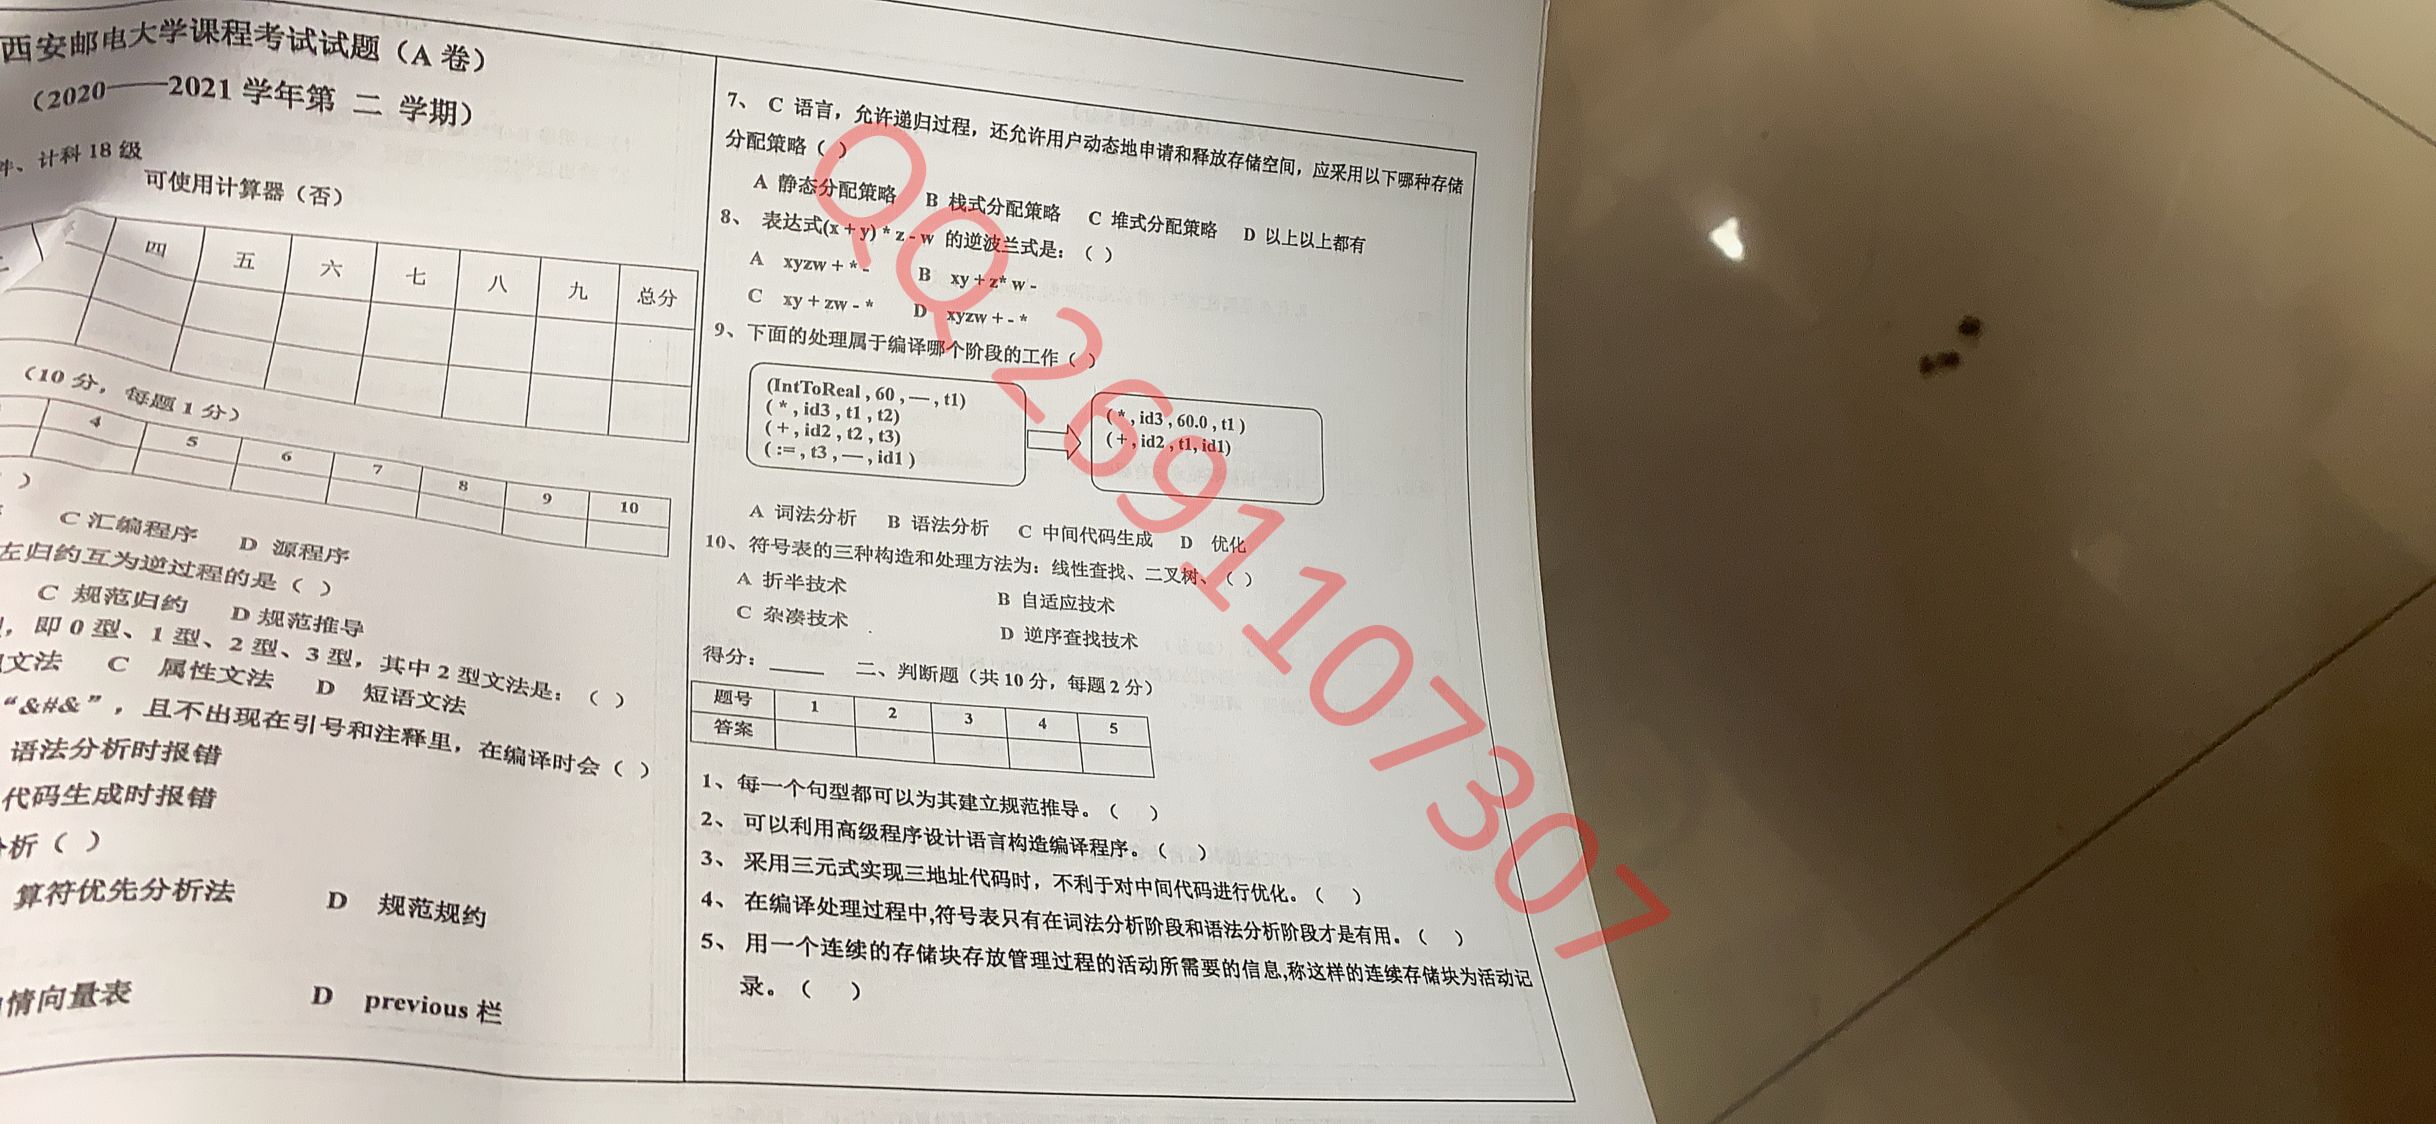 西安邮电大学课程考试试题（A 卷）
（2020——2021 学年第 二 学期）
件、计科 18 级
可使用计算器（否）
四 五 六 七 八 九 总分
（10 分，每题 1 分）
4 5 6 7 8 9 10
）
C 汇编程序 D 源程序
左归约互为逆过程的是（ ）
C 规范归约 D 规范推导
，即 0 型、1 型、2 型、3 型，其中 2 型文法是：（ ）
文法 C 属性文法 D 短语文法
“&#&”，且不出现在引号和注释里，在编译时会（ ）
语法分析时报错
代码生成时报错
析（ ）
算符优先分析法 D 规范规约
情向量表 D previous 栏
7、 C 语言，允许递归过程，还允许用户动态地申请和释放存储空间，应采用以下哪种存储
分配策略（ ）
A 静态分配策略 B 栈式分配策略 C 堆式分配策略 D 以上以上都有
8、 表达式(x + y) * z - w 的逆波兰式是：（ ）
A xyzw + * - B xy + z* w -
C xy + zw - * D xyzw + - *
9、下面的处理属于编译哪个阶段的工作（ ）
(IntToReal , 60 , — , t1)
( * , id3 , t1 , t2)
( + , id2 , t2 , t3)
( := , t3 , — , id1 )
( * , id3 , 60.0 , t1 )
( + , id2 , t1, id1)
A 词法分析 B 语法分析 C 中间代码生成 D 优化
10、符号表的三种构造和处理方法为：线性查找、二叉树、（ ）
A 折半技术 B 自适应技术
C 杂凑技术 D 逆序查找技术
得分：_____ 二、判断题（共 10 分，每题 2 分）
题号 1 2 3 4 5
答案
1、每一个句型都可以为其建立规范推导。（ ）
2、 可以利用高级程序设计语言构造编译程序。（ ）
3、 采用三元式实现三地址代码时，不利于对中间代码进行优化。（ ）
4、 在编译处理过程中,符号表只有在词法分析阶段和语法分析阶段才是有用。（ ）
5、 用一个连续的存储块存放管理过程的活动所需要的信息,称这样的连续存储块为活动记
录。（ ）
QQ 2691107307